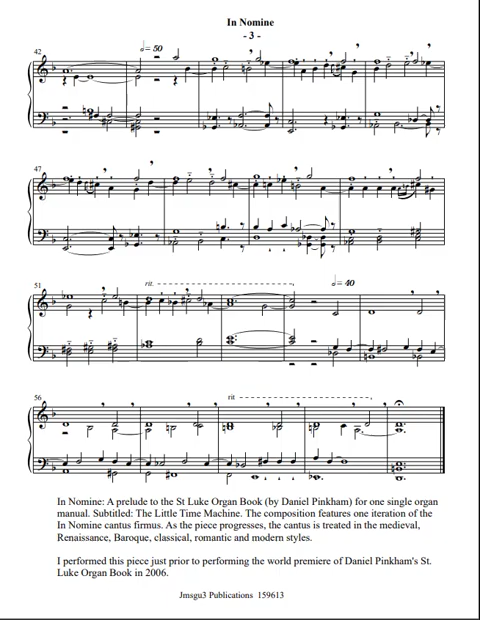 In Nomine
- 3 -
42
𝅗𝅥 = 50
47
51
rit.
𝅗𝅥 = 40
56
rit
In Nomine: A prelude to the St Luke Organ Book (by Daniel Pinkham) for one single organ
manual. Subtitled: The Little Time Machine. The composition features one iteration of the
In Nomine cantus firmus. As the piece progresses, the cantus is treated in the medieval,
Renaissance, Baroque, classical, romantic and modern styles.
I performed this piece just prior to performing the world premiere of Daniel Pinkham's St.
Luke Organ Book in 2006.
Jmsgu3 Publications 159613